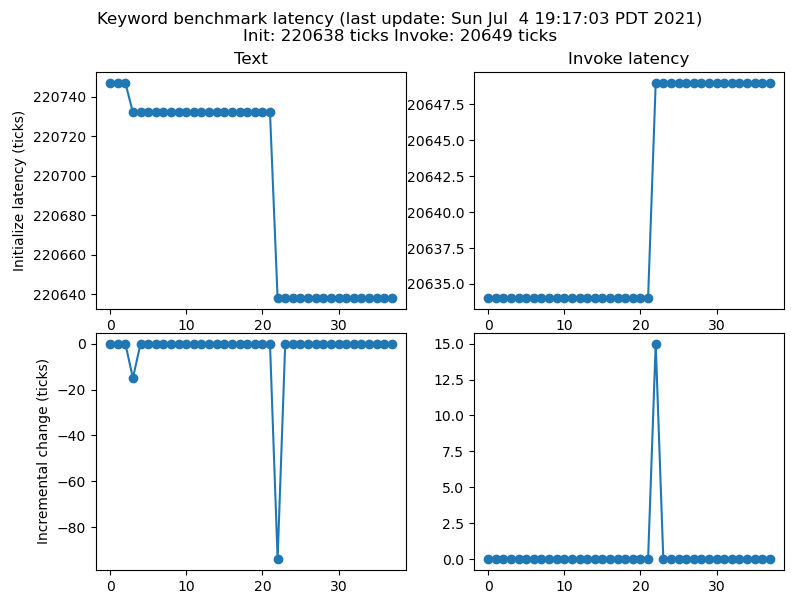 Keyword benchmark latency (last update: Sun Jul  4 19:17:03 PDT 2021)
Init: 220638 ticks Invoke: 20649 ticks
Text
Invoke latency
Initialize latency (ticks)
220740
220720
220700
220680
220660
220640
0 10 20 30
20647.5
20645.0
20642.5
20640.0
20637.5
20635.0
0 10 20 30
Incremental change (ticks)
0
−20
−40
−60
−80
0 10 20 30
15.0
12.5
10.0
7.5
5.0
2.5
0.0
0 10 20 30